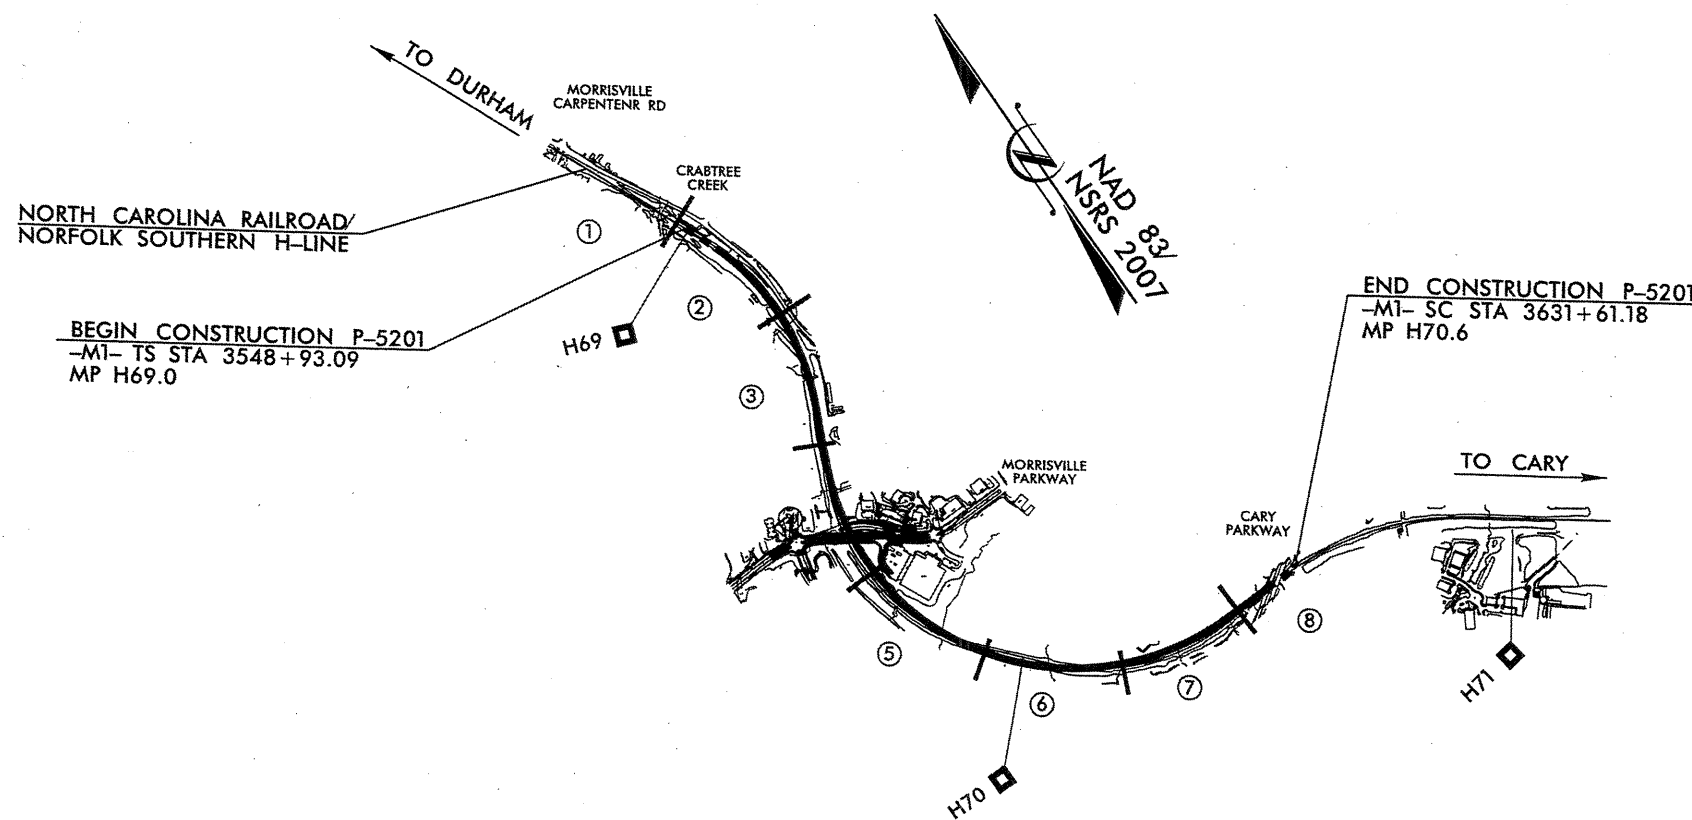 TO DURHAM
MORRISVILLE
CARPENTENR RD
CRABTREE
CREEK
NORTH CAROLINA RAILROAD/
NORFOLK SOUTHERN H-LINE
NAD 83/
NSRS 2007
1
2
BEGIN CONSTRUCTION P-5201
-M1- TS STA 3548+93.09
MP H69.0
H69
END CONSTRUCTION P-5201
-M1- SC STA 3631+61.18
MP H70.6
3
MORRISVILLE
PARKWAY
TO CARY
CARY
PARKWAY
5
6
7
8
H70
H71